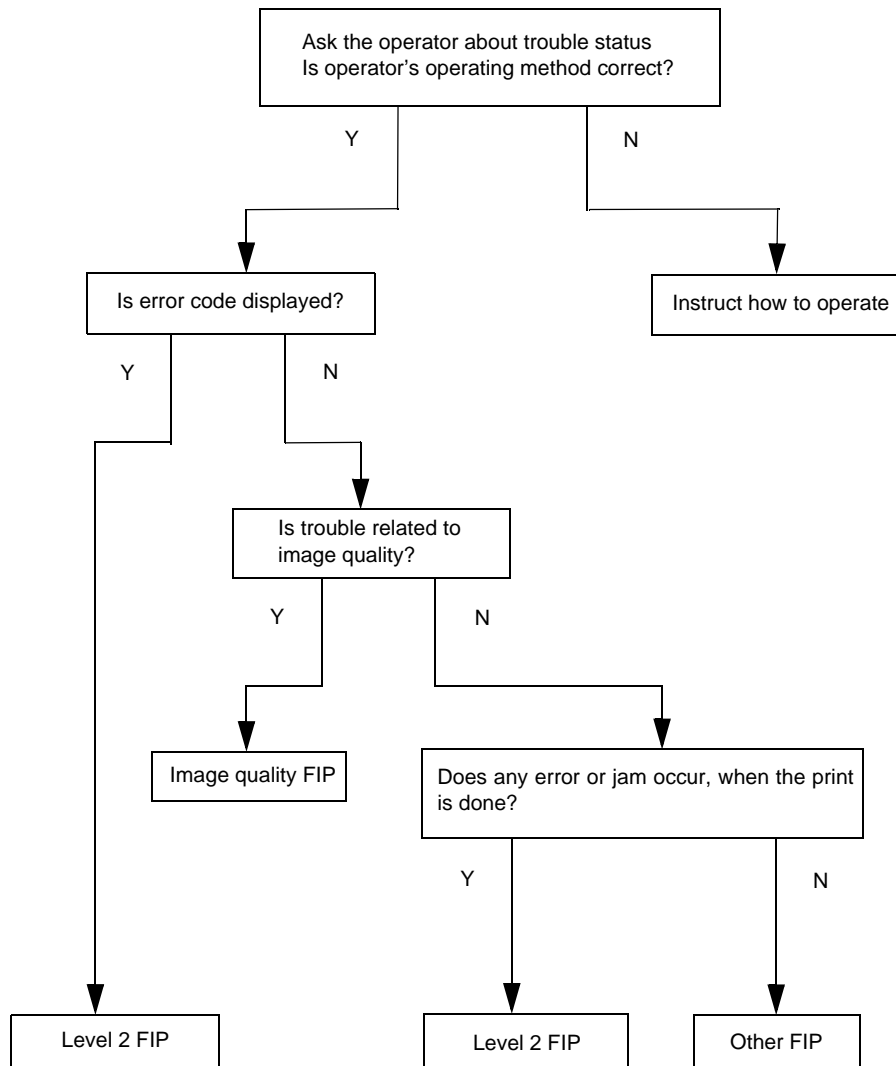 Ask the operator about trouble status
Is operator’s operating method correct?
Y
N
Is error code displayed?
Instruct how to operate
Y
N
Is trouble related to
image quality?
Y
N
Image quality FIP
Does any error or jam occur, when the print
is done?
Y
N
Level 2 FIP
Level 2 FIP
Other FIP